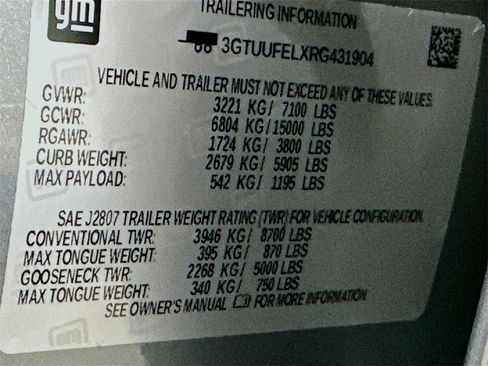 gm
TRAILERING INFORMATION
3GTUUFELXRG431904
VEHICLE AND TRAILER MUST NOT EXCEED ANY OF THESE VALUES.
GVWR: 3221 KG/ 7100 LBS
GCWR: 6804 KG/15000 LBS
RGAWR: 1724 KG/ 3800 LBS
CURB WEIGHT: 2679 KG/ 5905 LBS
MAX PAYLOAD: 542 KG/ 1195 LBS
SAE J2807 TRAILER WEIGHT RATING (TWR) FOR VEHICLE CONFIGURATION.
CONVENTIONAL TWR: 3946 KG/ 8700 LBS
MAX TONGUE WEIGHT: 395 KG/ 870 LBS
GOOSENECK TWR: 2268 KG/ 5000 LBS
MAX TONGUE WEIGHT: 340 KG/ 750 LBS
SEE OWNER'S MANUAL FOR MORE INFORMATION